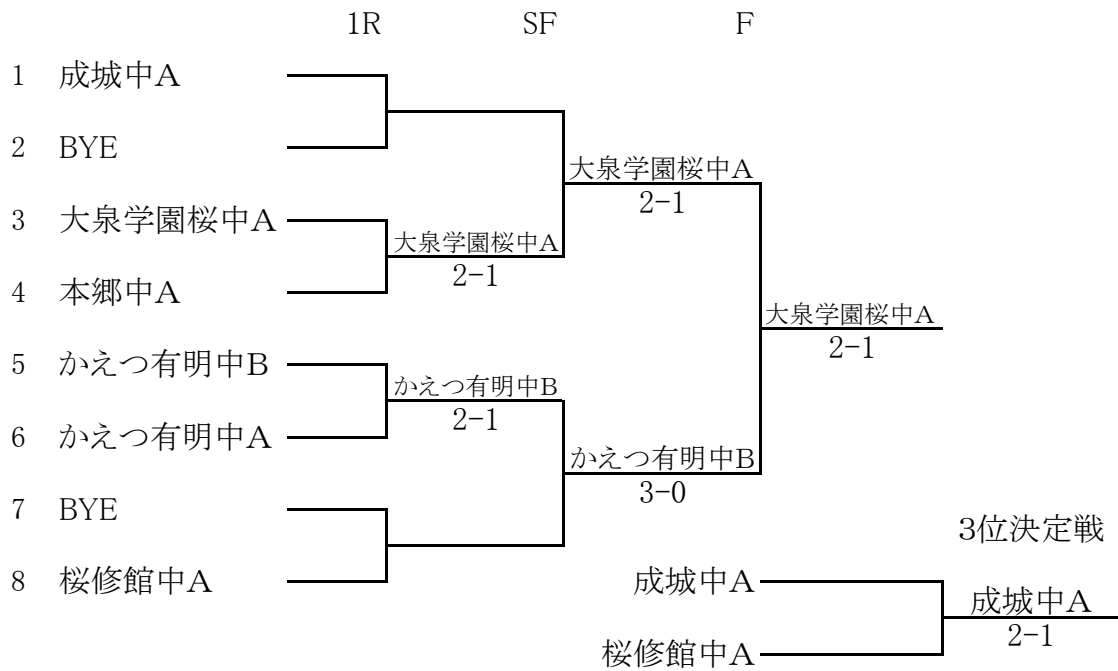 1R SF F
1 成城中A
2 BYE
大泉学園桜中A
2-1
3 大泉学園桜中A
大泉学園桜中A
2-1
4 本郷中A
大泉学園桜中A
2-1
5 かえつ有明中B
かえつ有明中B
2-1
6 かえつ有明中A
かえつ有明中B
3-0
7 BYE
3位決定戦
8 桜修館中A
成城中A
成城中A
2-1
桜修館中A